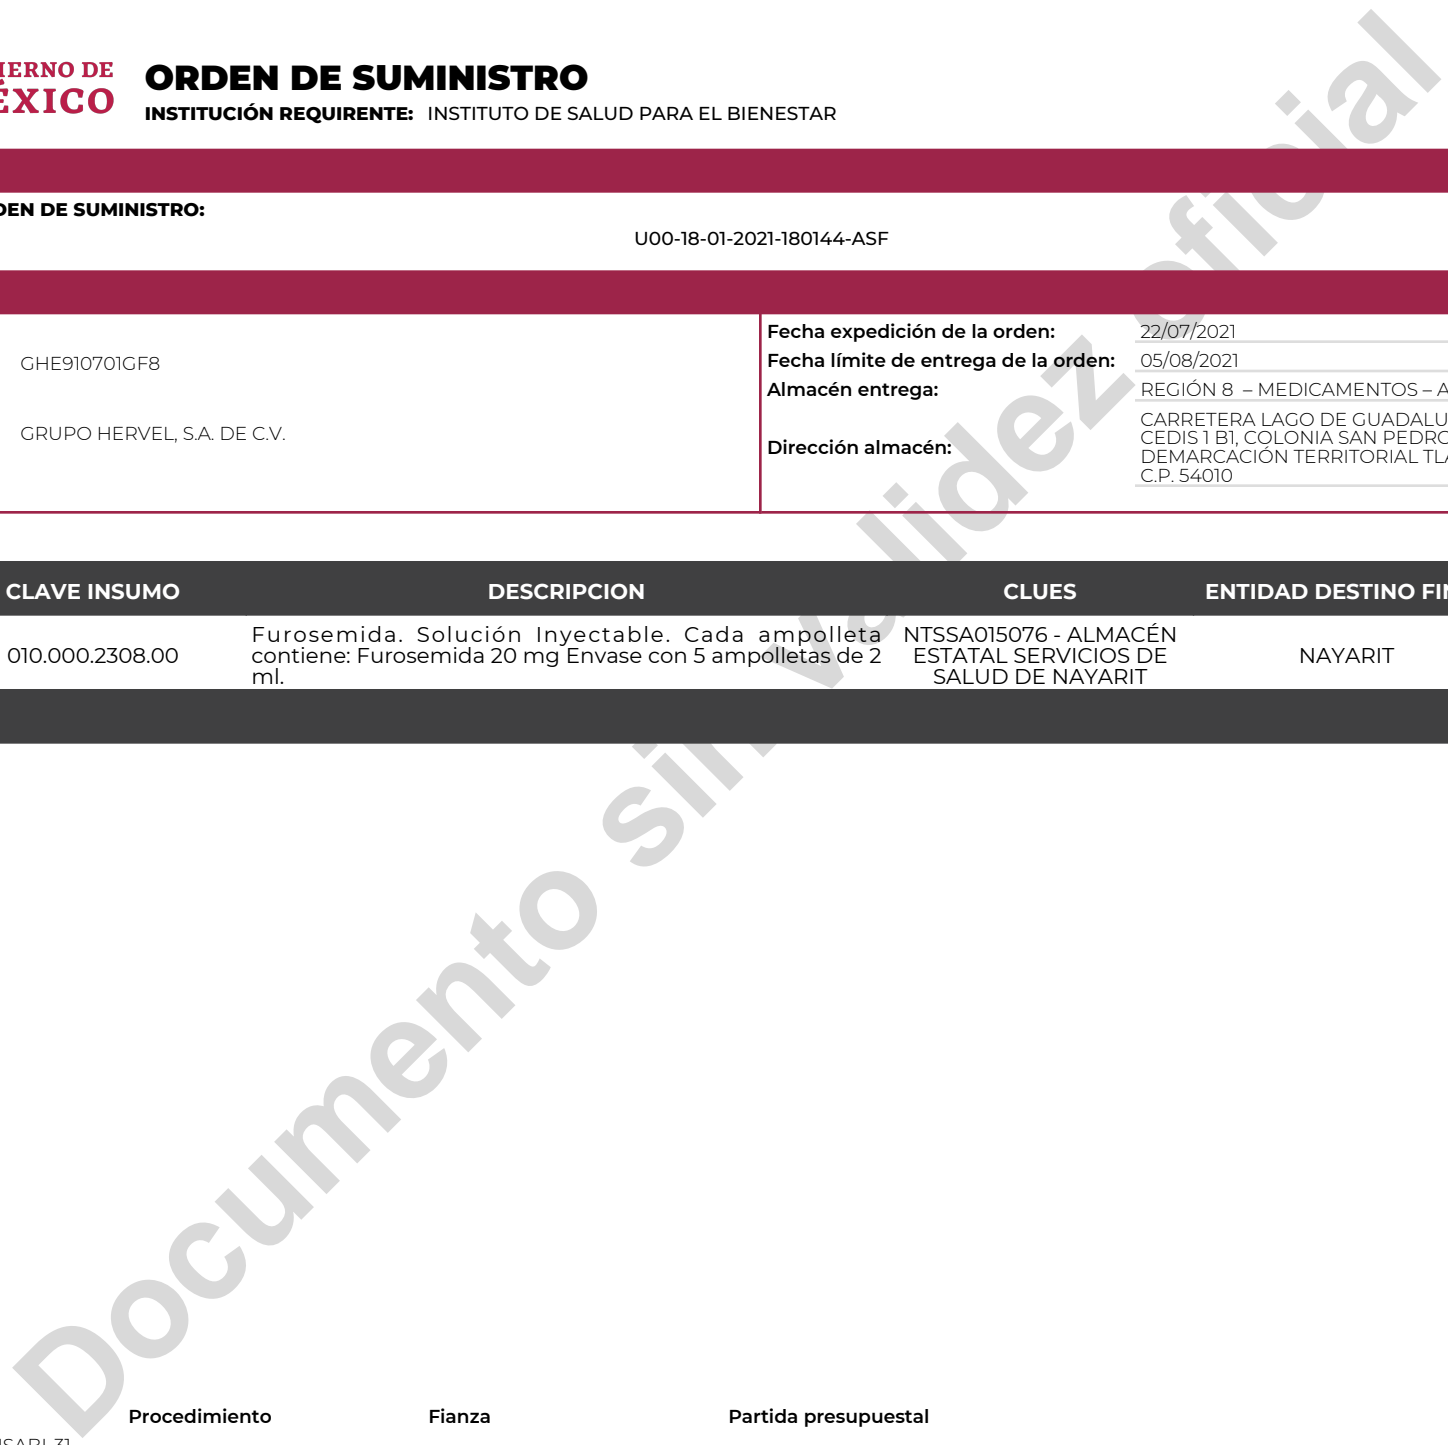 IERNO DE
ÉXICO
ORDEN DE SUMINISTRO
INSTITUCIÓN REQUIRENTE: INSTITUTO DE SALUD PARA EL BIENESTAR
DEN DE SUMINISTRO:
U00-18-01-2021-180144-ASF
GHE910701GF8
GRUPO HERVEL, S.A. DE C.V.
Fecha expedición de la orden: 22/07/2021
Fecha límite de entrega de la orden: 05/08/2021
Almacén entrega: REGIÓN 8 – MEDICAMENTOS – A
Dirección almacén:
CARRETERA LAGO DE GUADALU
CEDIS 1 B1, COLONIA SAN PEDRO
DEMARCACIÓN TERRITORIAL TLA
C.P. 54010
CLAVE INSUMO DESCRIPCION CLUES ENTIDAD DESTINO FIN
010.000.2308.00
Furosemida. Solución Inyectable. Cada ampolleta
contiene: Furosemida 20 mg Envase con 5 ampolletas de 2
ml.
NTSSA015076 - ALMACÉN
ESTATAL SERVICIOS DE
SALUD DE NAYARIT
NAYARIT
Documento sin validez oficial
Procedimiento Fianza Partida presupuestal